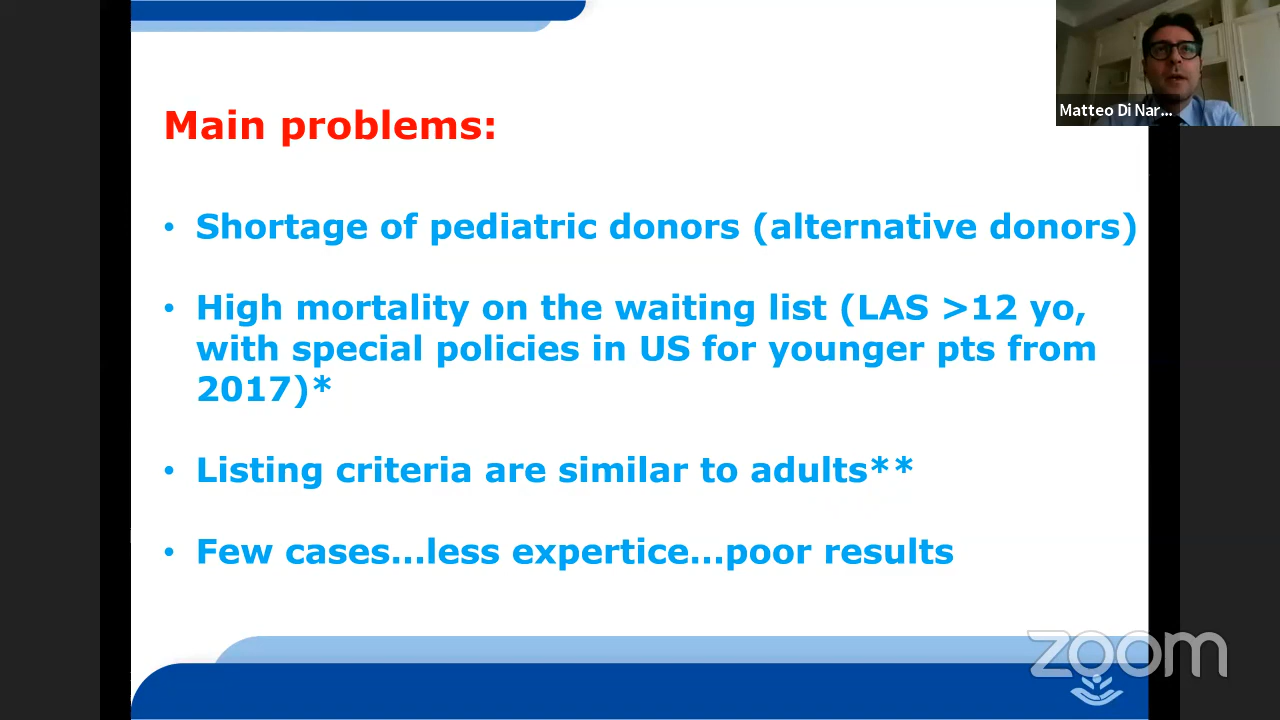 Main problems:
• Shortage of pediatric donors (alternative donors)
• High mortality on the waiting list (LAS >12 yo,
with special policies in US for younger pts from
2017)*
• Listing criteria are similar to adults**
• Few cases...less expertice...poor results
Matteo Di Nar...
zoom